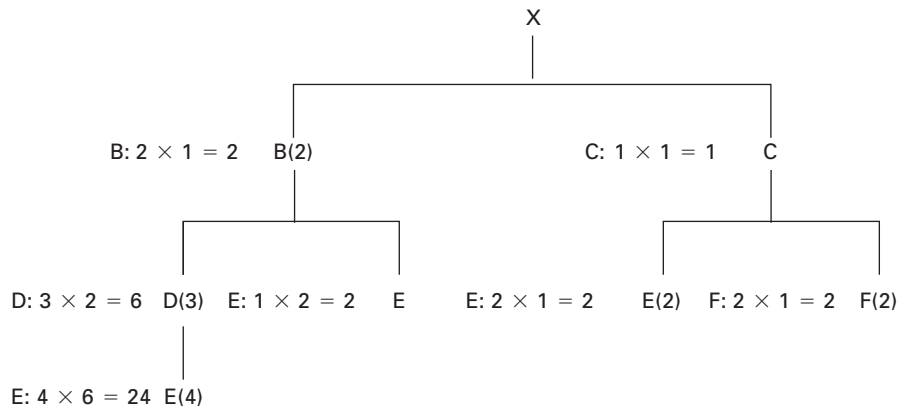 X
B: 2 × 1 = 2 B(2) C: 1 × 1 = 1 C
D: 3 × 2 = 6 D(3) E: 1 × 2 = 2 E E: 2 × 1 = 2 E(2) F: 2 × 1 = 2 F(2)
E: 4 × 6 = 24 E(4)